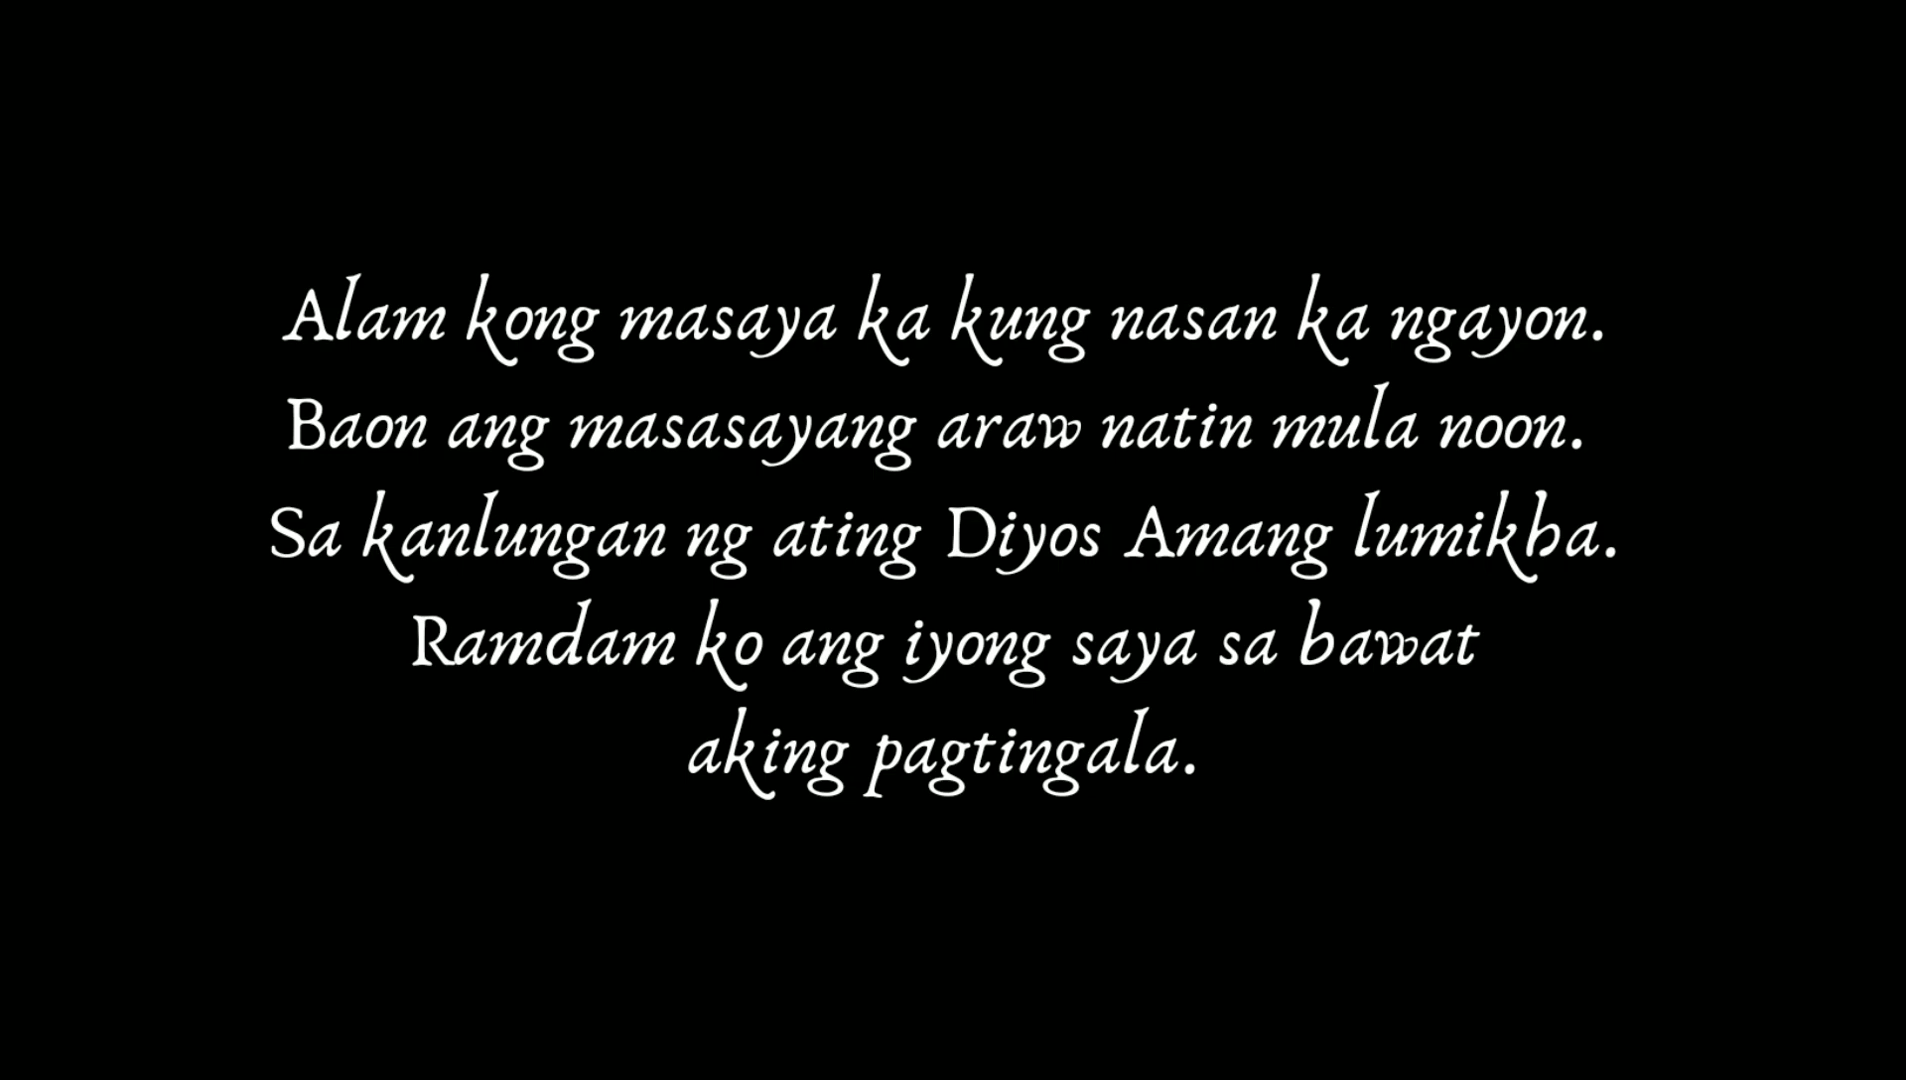 Alam kong masaya ka kung nasan ka ngayon.
Baon ang masasayang araw natin mula noon.
Sa kanlungan ng ating Diyos Amang lumikha.
Ramdam ko ang iyong saya sa bawat
aking pagtingala.